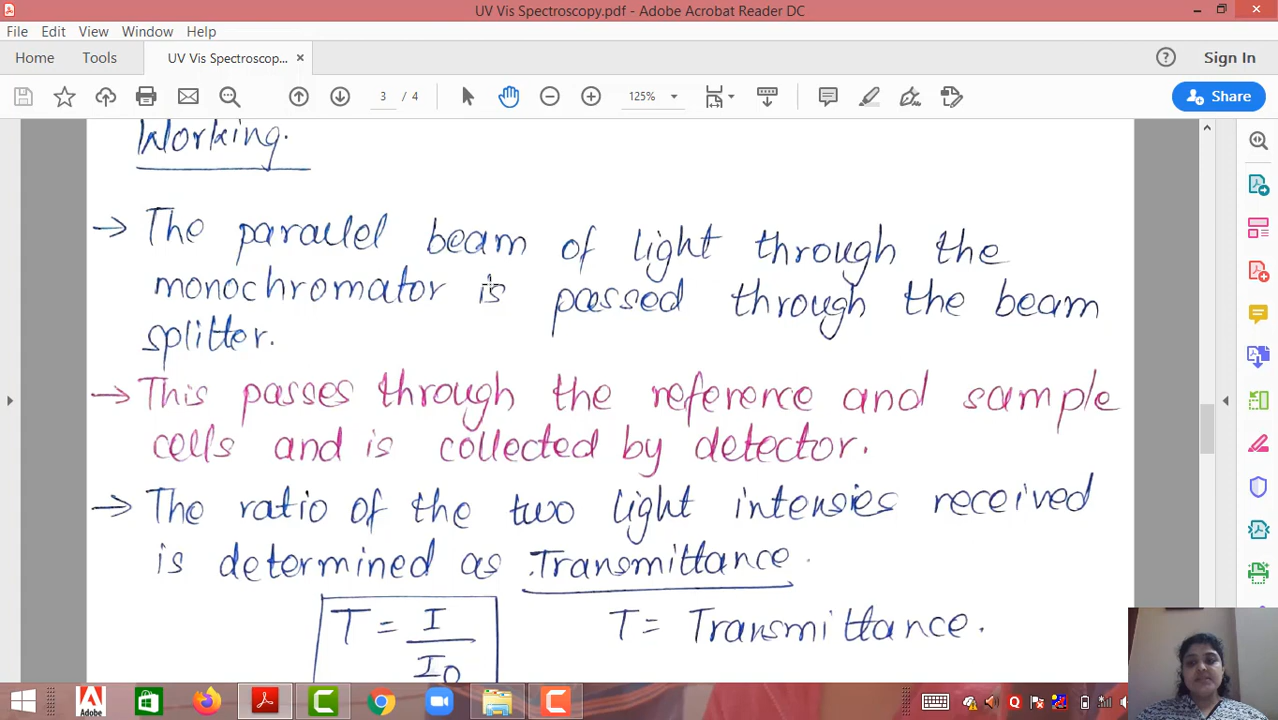 UV Vis Spectroscopy.pdf - Adobe Acrobat Reader DC
File Edit View Window Help
Home Tools UV Vis Spectroscop... × Sign In
3 / 4 125% Share
Working.
→ The parallel beam of light through the
monochromator is passed through the beam
splitter.
→ This passes through the reference and sample
cells and is collected by detector.
→ The ratio of the two light intensies received
is determined as Transmittance.
T = I / I0 T = Transmittance.
Adobe